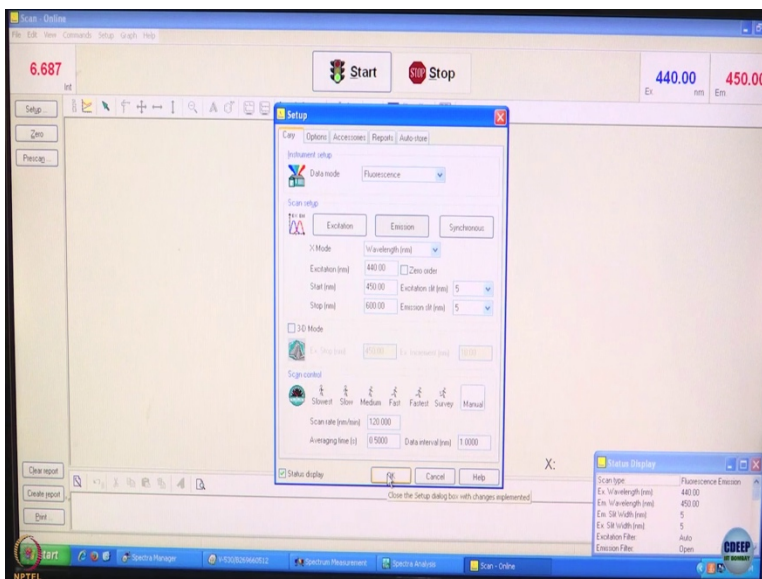 Scan - Online
File Edit View Commands Setup Graph Help
6.687
Int
Start
STOP Stop
440.00
Ex nm
450.00
Em
Setup...
Zero
Prescan...
Setup
Cary Options Accessories Reports Auto-store
Instrument setup
Data mode Fluorescence
Scan setup
Excitation Emission Synchronous
X Mode Wavelength (nm)
Excitation (nm) 440.00 Zero order
Start (nm) 450.00 Excitation slit (nm) 5
Stop (nm) 600.00 Emission slit (nm) 5
3-D Mode
Scan control
Slowest Slow Medium Fast Fastest Survey Manual
Scan rate (nm/min) 120.000
Averaging time (s) 0.5000 Data interval (nm) 1.0000
Status display OK Cancel Help
Close the Setup dialog box with changes implemented
X:
Clear report
Create report
Print...
Status Display
Scan type Fluorescence Emission
Ex. Wavelength (nm) 440.00
Em. Wavelength (nm) 450.00
Em. Slit Width (nm) 5
Ex. Slit Width (nm) 5
Excitation Filter Auto
Emission Filter Open
start
Spectra Manager
V-530/B269660512
Spectrum Measurement
Spectra Analysis
Scan - Online
NPTEL
CDEEP
IIT BOMBAY